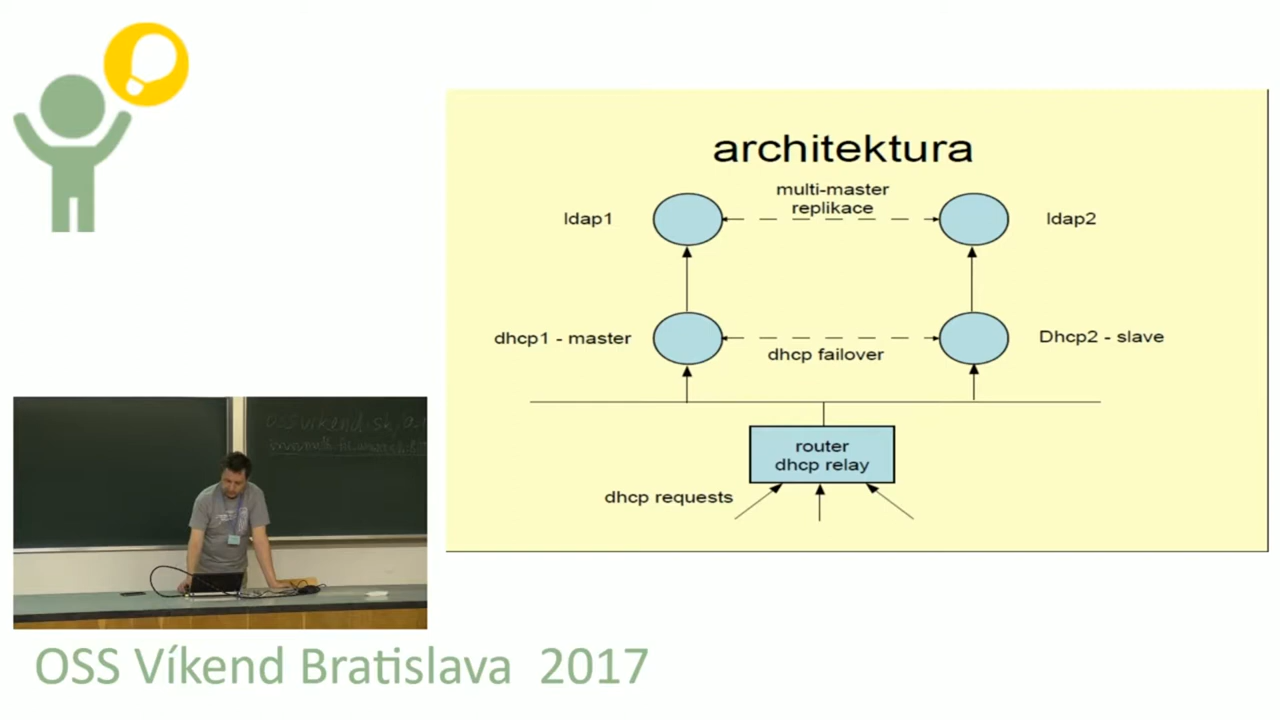 architektura
multi-master
replikace
ldap1
ldap2
dhcp1 - master
dhcp failover
Dhcp2 - slave
router
dhcp relay
dhcp requests
OSS Víkend Bratislava 2017